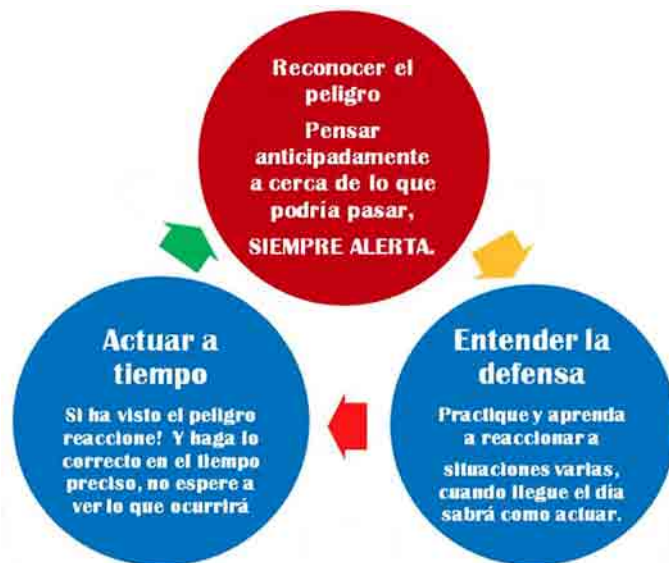 Reconocer el
peligro
Pensar
anticipadamente
a cerca de lo que
podría pasar,
SIEMPRE ALERTA.
Entender la
defensa
Practique y aprenda
a reaccionar a
situaciones varias,
cuando llegue el día
sabrá como actuar.
Actuar a
tiempo
Si ha visto el peligro
reaccione! Y haga lo
correcto en el tiempo
preciso, no espere a
ver lo que ocurrirá